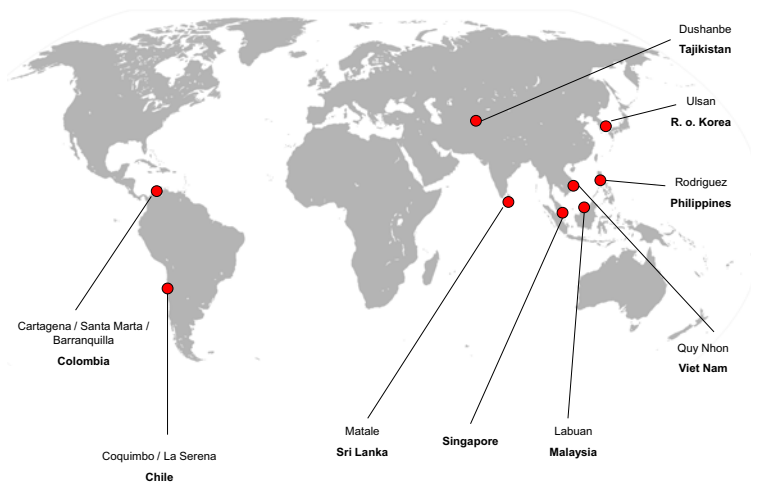 Dushanbe
Tajikistan
Ulsan
R. o. Korea
Rodriguez
Philippines
Cartagena / Santa Marta /
Barranquilla
Colombia
Quy Nhon
Viet Nam
Matale
Sri Lanka
Singapore
Labuan
Malaysia
Coquimbo / La Serena
Chile